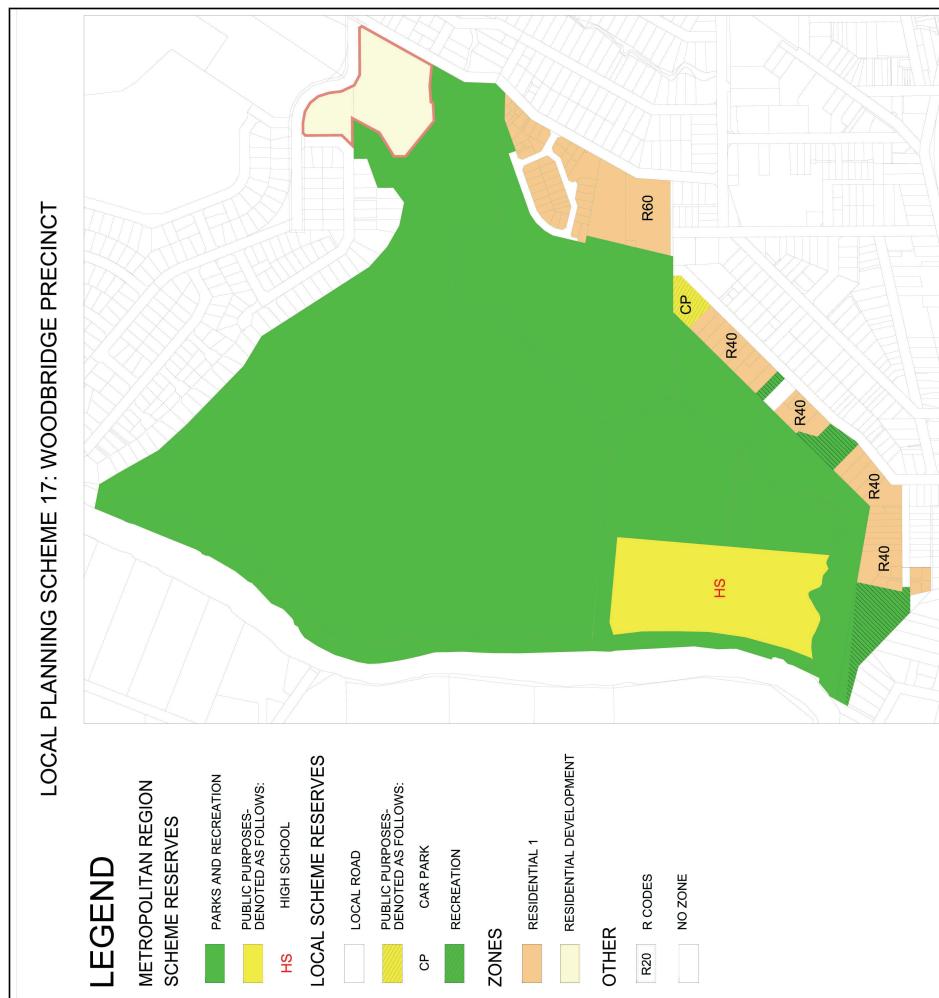 LOCAL PLANNING SCHEME 17: WOODBRIDGE PRECINCT
LEGEND
METROPOLITAN REGION
SCHEME RESERVES
PARKS AND RECREATION
PUBLIC PURPOSES-
DENOTED AS FOLLOWS:
HS HIGH SCHOOL
LOCAL SCHEME RESERVES
LOCAL ROAD
PUBLIC PURPOSES-
DENOTED AS FOLLOWS:
CP CAR PARK
RECREATION
ZONES
RESIDENTIAL 1
RESIDENTIAL DEVELOPMENT
OTHER
R20 R CODES
NO ZONE
HS
R60
CP
R40
R40
R40
R40